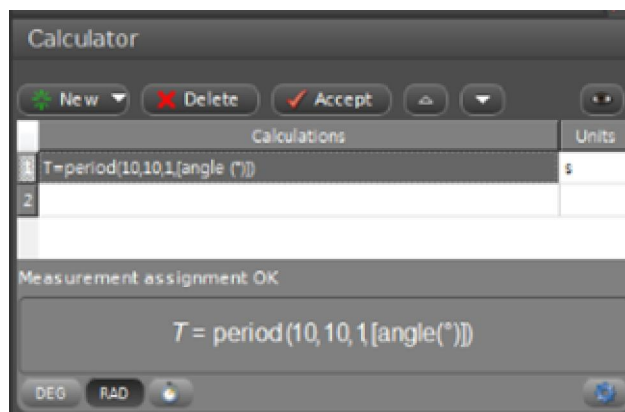 Calculator
New Delete Accept
Calculations Units
1 T=period(10,10,1,[angle (°)]) s
2
Measurement assignment OK
T = period(10,10,1,[angle(°)])
DEG RAD